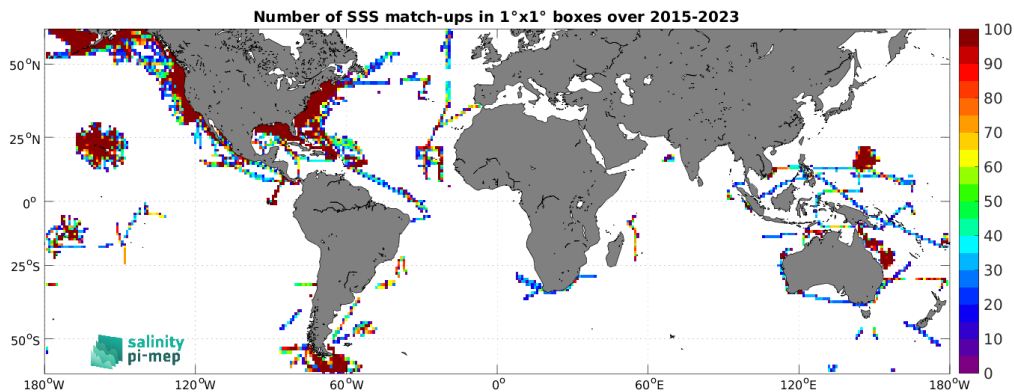 Number of SSS match-ups in 1°x1° boxes over 2015-2023
50°N
25°N
0°
25°S
50°S
180°W
120°W
60°W
0°
60°E
120°E
180°W
100
90
80
70
60
50
40
30
20
10
0
salinity
pi-mep